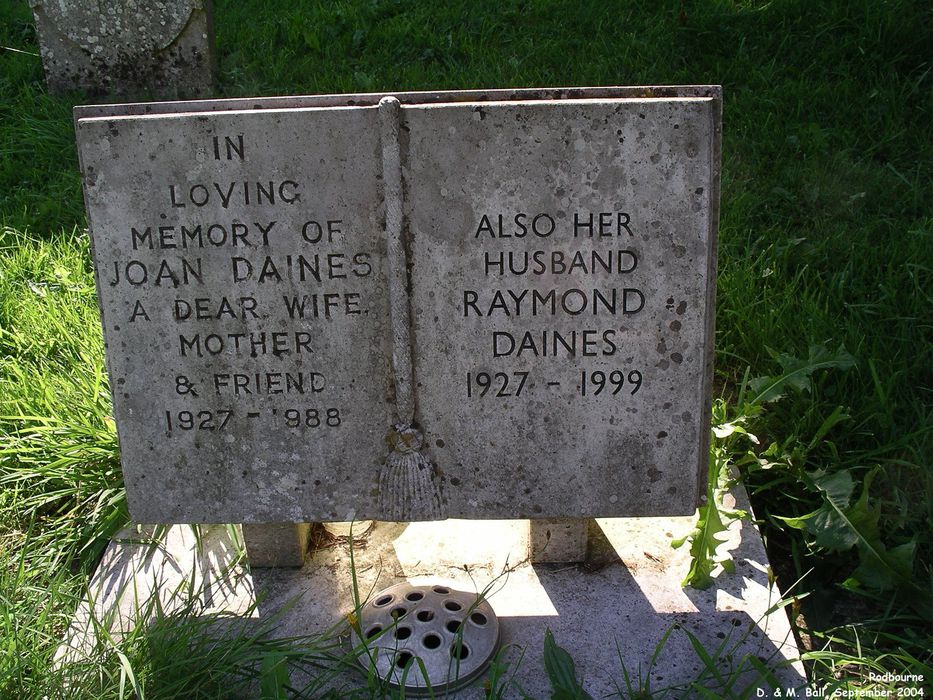 IN
LOVING
MEMORY OF
JOAN DAINES
A DEAR WIFE,
MOTHER
& FRIEND
1927 - 1988
ALSO HER
HUSBAND
RAYMOND
DAINES
1927 - 1999
Rodbourne
D. & M. Ball, September 2004